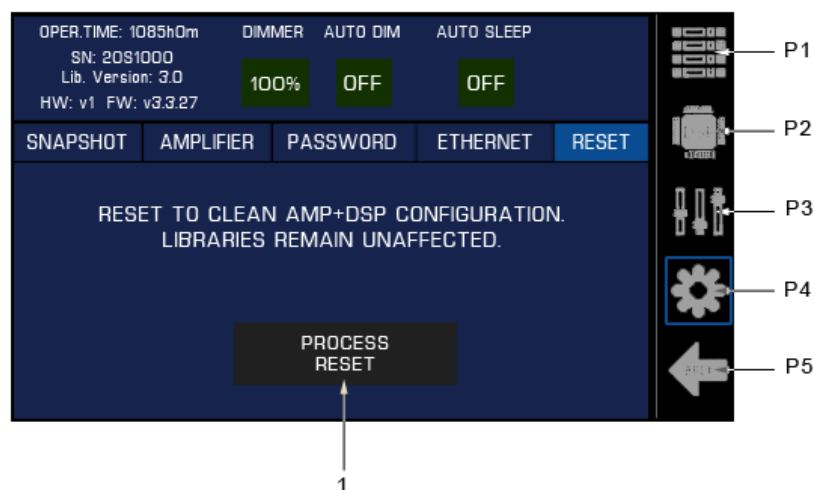 OPER.TIME: 1085h0m
SN: 20S1000
Lib. Version: 3.0
HW: v1 FW: v3.3.27
DIMMER AUTO DIM AUTO SLEEP
100% OFF OFF
SNAPSHOT AMPLIFIER PASSWORD ETHERNET RESET
RESET TO CLEAN AMP+DSP CONFIGURATION.
LIBRARIES REMAIN UNAFFECTED.
PROCESS
RESET
P1
P2
P3
P4
P5
1